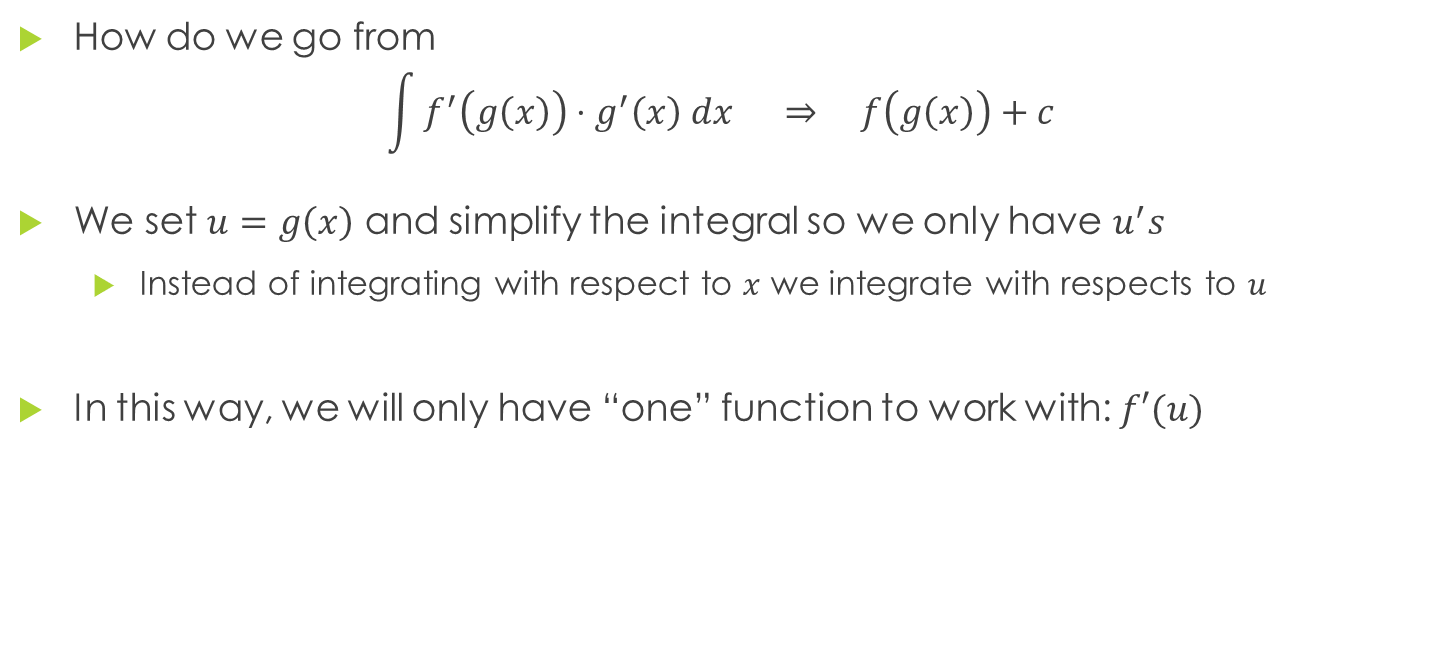 How do we go from
∫ f′(g(x)) · g′(x) dx ⇒ f(g(x)) + c
We set u = g(x) and simplify the integral so we only have u′s
Instead of integrating with respect to x we integrate with respects to u
In this way, we will only have “one” function to work with: f′(u)